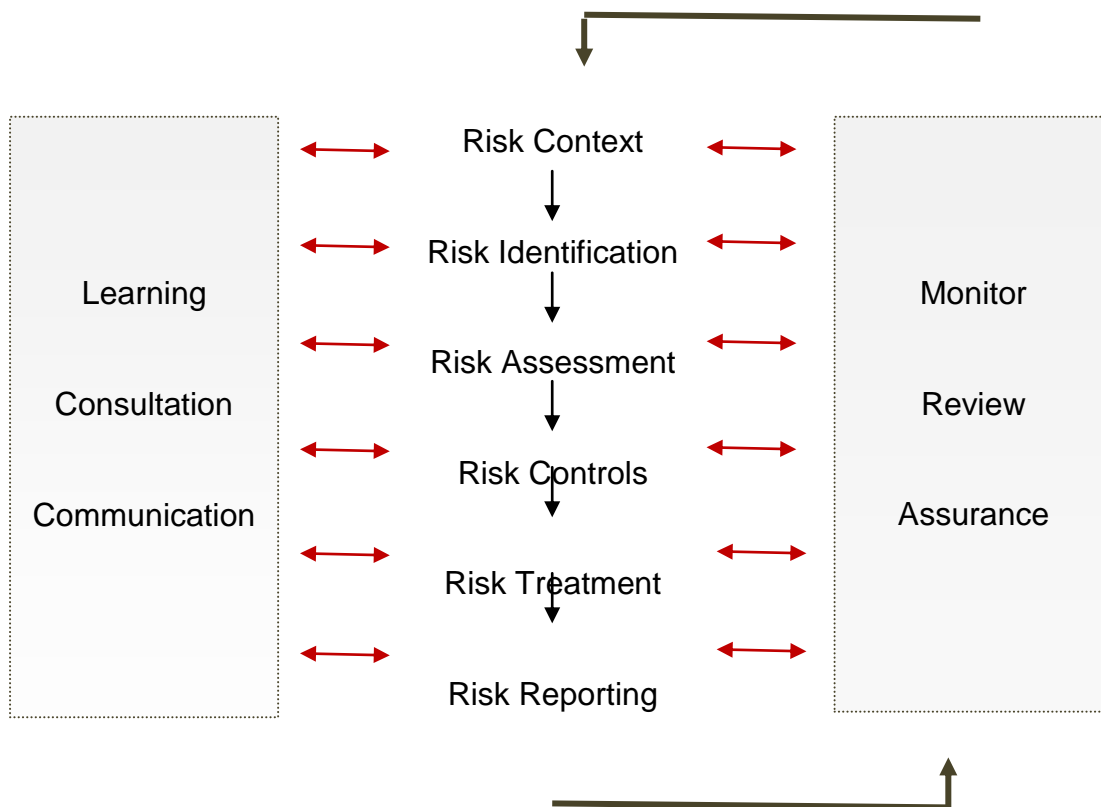 Learning
Consultation
Communication
Risk Context
Risk Identification
Risk Assessment
Risk Controls
Risk Treatment
Risk Reporting
Monitor
Review
Assurance